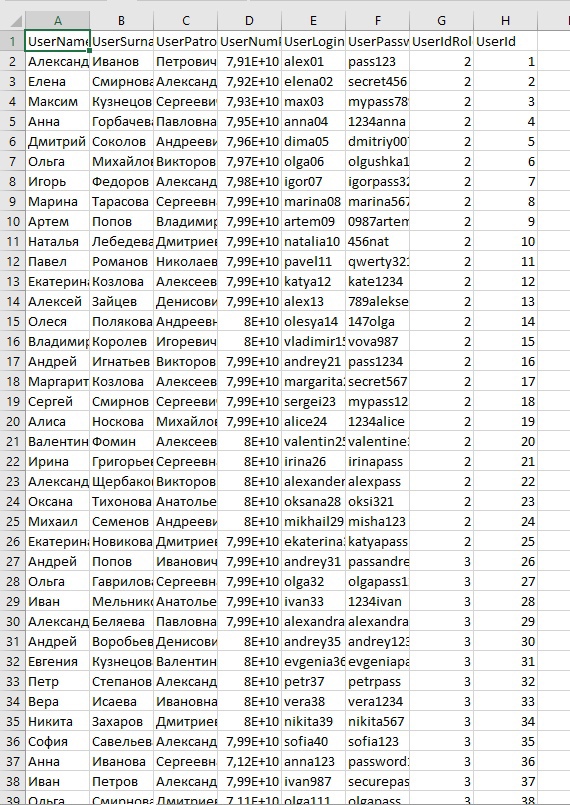 A B C D E F G H
1 UserName UserSurna UserPatro UserNuml UserLogin UserPassv UserIdRol UserId
2 Александ Иванов Петрович 7,91E+10 alex01 pass123 2 1
3 Елена Смирнова Александ 7,92E+10 elena02 secret456 2 2
4 Максим Кузнецов Сергееви 7,93E+10 max03 mypass78 2 3
5 Анна Горбачева Павловна 7,95E+10 anna04 1234anna 2 4
6 Дмитрий Соколов Андрееви 7,96E+10 dima05 dmitriy00 2 5
7 Ольга Михайлов Викторов 7,97E+10 olga06 olgushka1 2 6
8 Игорь Федоров Александ 7,98E+10 igor07 igorpass32 2 7
9 Марина Тарасова Сергеевн 7,99E+10 marina08 marina567 2 8
10 Артем Попов Владимир 7,99E+10 artem09 0987artem 2 9
11 Наталья Лебедева Дмитриев 7,99E+10 natalia10 456nat 2 10
12 Павел Романов Николаев 7,99E+10 pavel11 qwerty321 2 11
13 Екатерин Козлова Алексеев 7,99E+10 katya12 kate1234 2 12
14 Алексей Зайцев Денисови 7,99E+10 alex13 789alekse 2 13
15 Олеся Полякова Андреевн 8E+10 olesya14 147olga 2 14
16 Владимир Королев Игоревич 8E+10 vladimir15 vova987 2 15
17 Андрей Игнатьев Викторов 7,99E+10 andrey21 pass1234 2 16
18 Маргарит Козлова Алексеев 7,99E+10 margarita secret567 2 17
19 Сергей Смирнов Сергееви 7,99E+10 sergei23 mypass12 2 18
20 Алиса Носкова Михайлов 7,99E+10 alice24 1234alice 2 19
21 Валентин Фомин Алексеев 8E+10 valentin25 valentine 2 20
22 Ирина Григорьев Сергеевн 8E+10 irina26 irinapass 2 21
23 Александ Щербаков Викторов 8E+10 alexander alexpass 2 22
24 Оксана Тихонова Анатолье 8E+10 oksana28 oksi321 2 23
25 Михаил Семенов Андрееви 8E+10 mikhail29 misha123 2 24
26 Екатерин Новикова Дмитриев 7,99E+10 ekaterina katyapass 2 25
27 Андрей Попов Иванович 7,99E+10 andrey31 passandre 3 26
28 Ольга Гаврилова Сергеевн 7,99E+10 olga32 olgapass1 3 27
29 Иван Мельник Анатолье 7,99E+10 ivan33 1234ivan 3 28
30 Александ Беляева Павловна 7,99E+10 alexandra alexandra 3 29
31 Андрей Воробьев Денисови 8E+10 andrey35 andrey123 3 30
32 Евгения Кузнецов Валентин 8E+10 evgenia36 evgeniapa 3 31
33 Петр Степанов Александ 8E+10 petr37 petrpass 3 32
34 Вера Исаева Ивановна 8E+10 vera38 vera1234 3 33
35 Никита Захаров Дмитриев 8E+10 nikita39 nikita567 3 34
36 София Савельев Александ 7,99E+10 sofia40 sofia123 3 35
37 Анна Иванова Сергеевн 7,12E+10 anna123 password 3 36
38 Иван Петров Александ 7,99E+10 ivan987 securepas 3 37
39 Ольга Смирнова Дмитриев 7,11E+10 olga111 olgapass 3 38